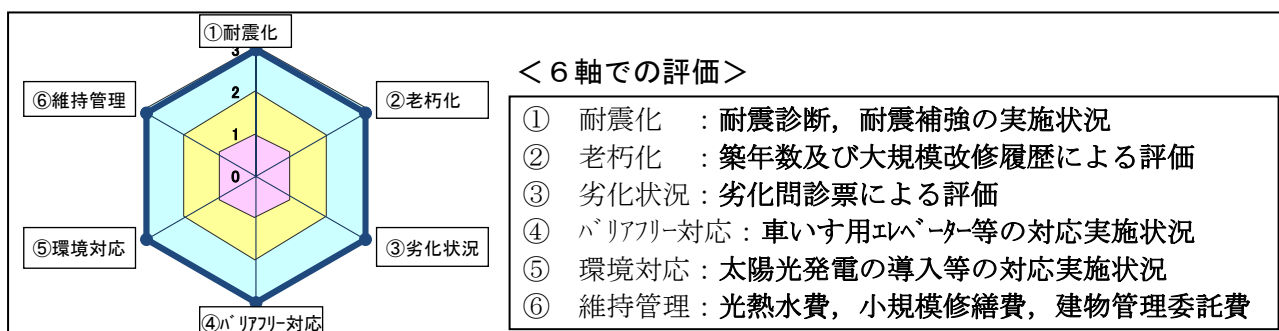 ①耐震化
3
⑥維持管理
2
②老朽化
1
0
⑤環境対応
③劣化状況
④バリアフリー対応
＜６軸での評価＞
① 耐震化 ：耐震診断，耐震補強の実施状況
② 老朽化 ：築年数及び大規模改修履歴による評価
③ 劣化状況：劣化問診票による評価
④ バリアフリー対応：車いす用エレベーター等の対応実施状況
⑤ 環境対応：太陽光発電の導入等の対応実施状況
⑥ 維持管理：光熱水費，小規模修繕費，建物管理委託費